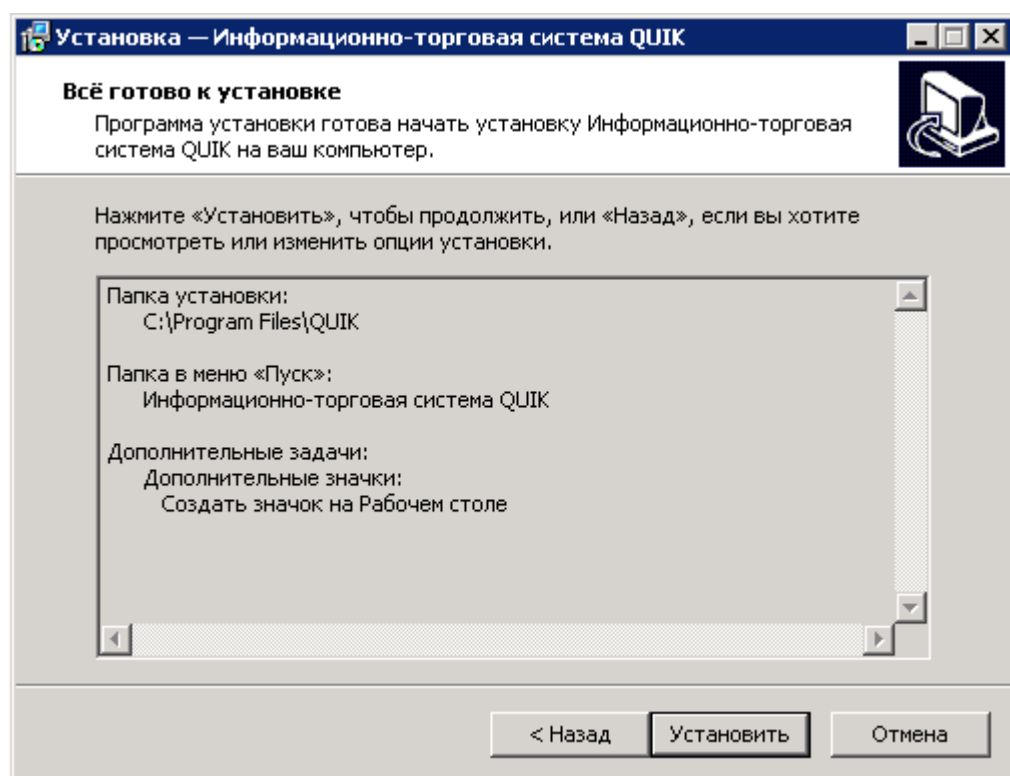 Установка — Информационно-торговая система QUIK
Всё готово к установке
Программа установки готова начать установку Информационно-торговая
система QUIK на ваш компьютер.
Нажмите «Установить», чтобы продолжить, или «Назад», если вы хотите
просмотреть или изменить опции установки.
Папка установки:
C:\Program Files\QUIK
Папка в меню «Пуск»:
Информационно-торговая система QUIK
Дополнительные задачи:
Дополнительные значки:
Создать значок на Рабочем столе
< Назад
Установить
Отмена